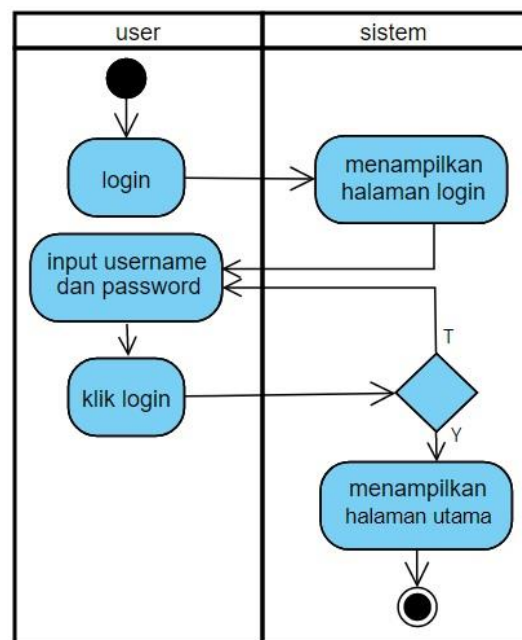 user
sistem
login
menampilkan
halaman login
input username
dan password
T
klik login
Y
menampilkan
halaman utama